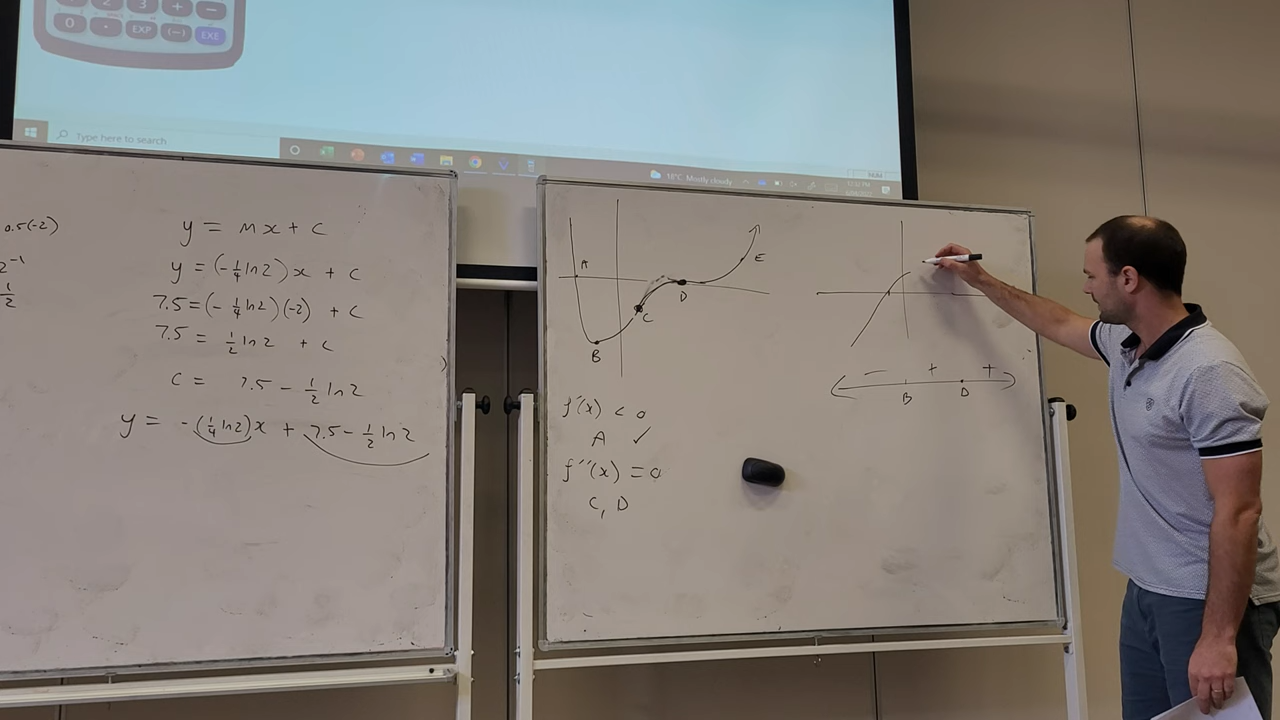 2 3 + −
0 · EXP (−) EXE
Type here to search
18°C Mostly cloudy
0.5(-2)
2⁻¹
1/2
y = mx + c
y = (-¼ ln2)x + c
7.5 = (-¼ ln2)(-2) + c
7.5 = ½ ln2 + c
c = 7.5 - ½ ln2
y = -(¼ ln2)x + 7.5 - ½ ln2
A
E
D
C
B
f'(x) < 0
A ✓
f''(x) = 0
C, D
− + +
B D